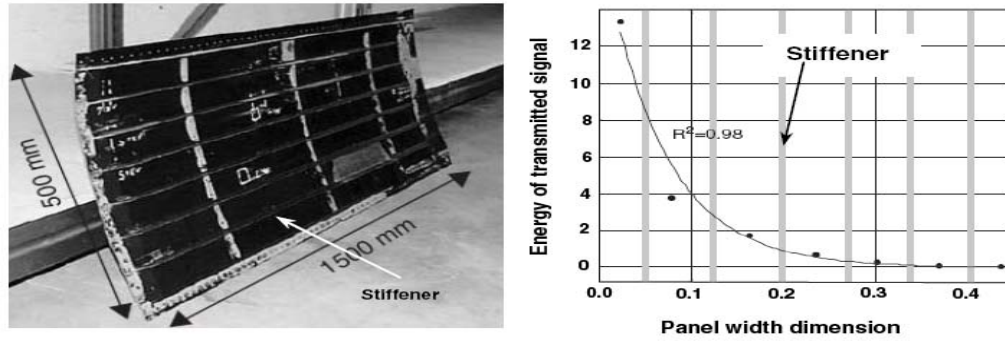 500 mm
1500 mm
Stiffener
Energy of transmitted signal
12
10
8
6
4
2
0
Stiffener
R²=0.98
0.0 0.1 0.2 0.3 0.4
Panel width dimension